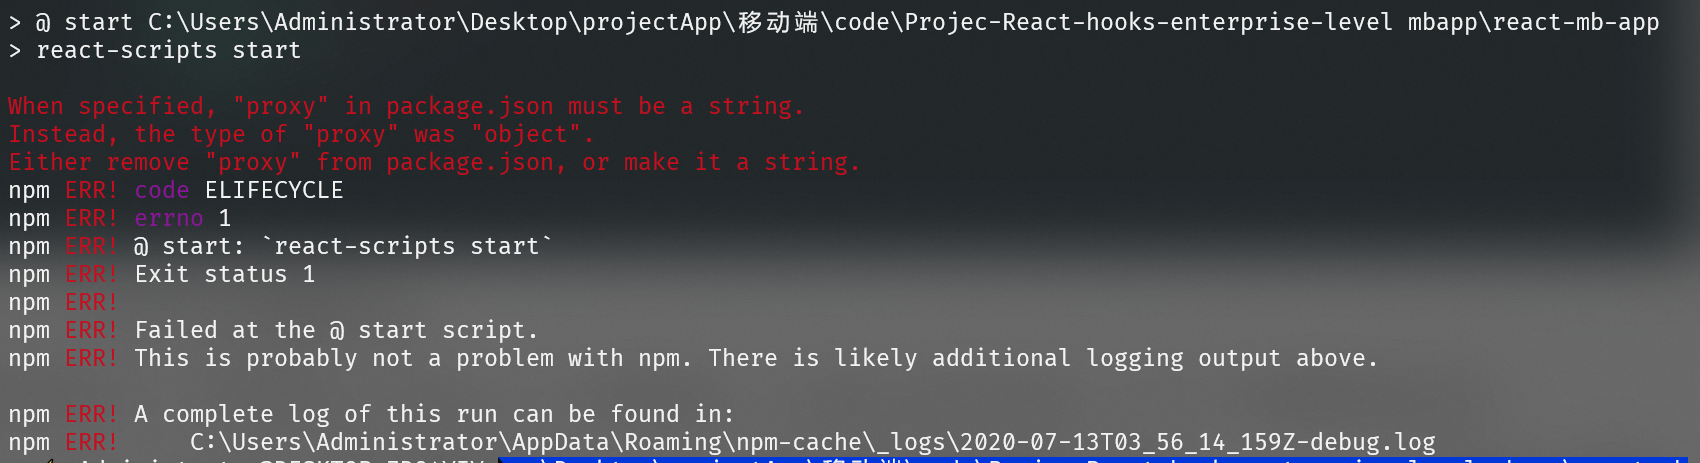 > @ start C:\Users\Administrator\Desktop\projectApp\移动端\code\Projec-React-hooks-enterprise-level mbapp\react-mb-app
> react-scripts start
When specified, "proxy" in package.json must be a string.
Instead, the type of "proxy" was "object".
Either remove "proxy" from package.json, or make it a string.
npm ERR! code ELIFECYCLE
npm ERR! errno 1
npm ERR! @ start: `react-scripts start`
npm ERR! Exit status 1
npm ERR!
npm ERR! Failed at the @ start script.
npm ERR! This is probably not a problem with npm. There is likely additional logging output above.
npm ERR! A complete log of this run can be found in:
npm ERR!     C:\Users\Administrator\AppData\Roaming\npm-cache\_logs\2020-07-13T03_56_14_159Z-debug.log